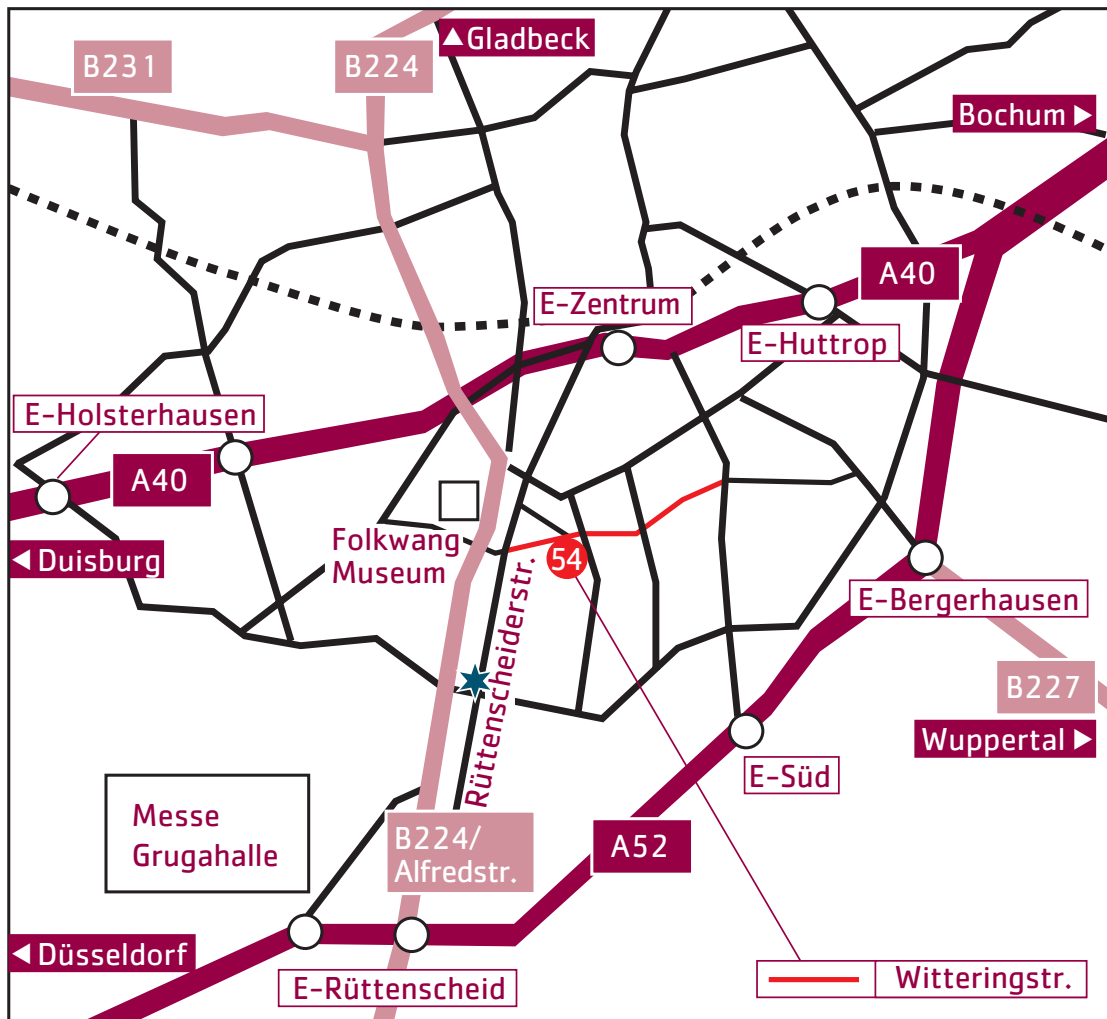 ▲ Gladbeck
B231
B224
Bochum ▶
A40
E-Zentrum
E-Huttrop
E-Holsterhausen
A40
Folkwang
Museum
◀ Duisburg
54
Rüttenscheiderstr.
E-Bergerhausen
B227
Wuppertal ▶
E-Süd
Messe
Grugahalle
B224/
Alfredstr.
A52
◀ Düsseldorf
E-Rüttenscheid
Witteringstr.